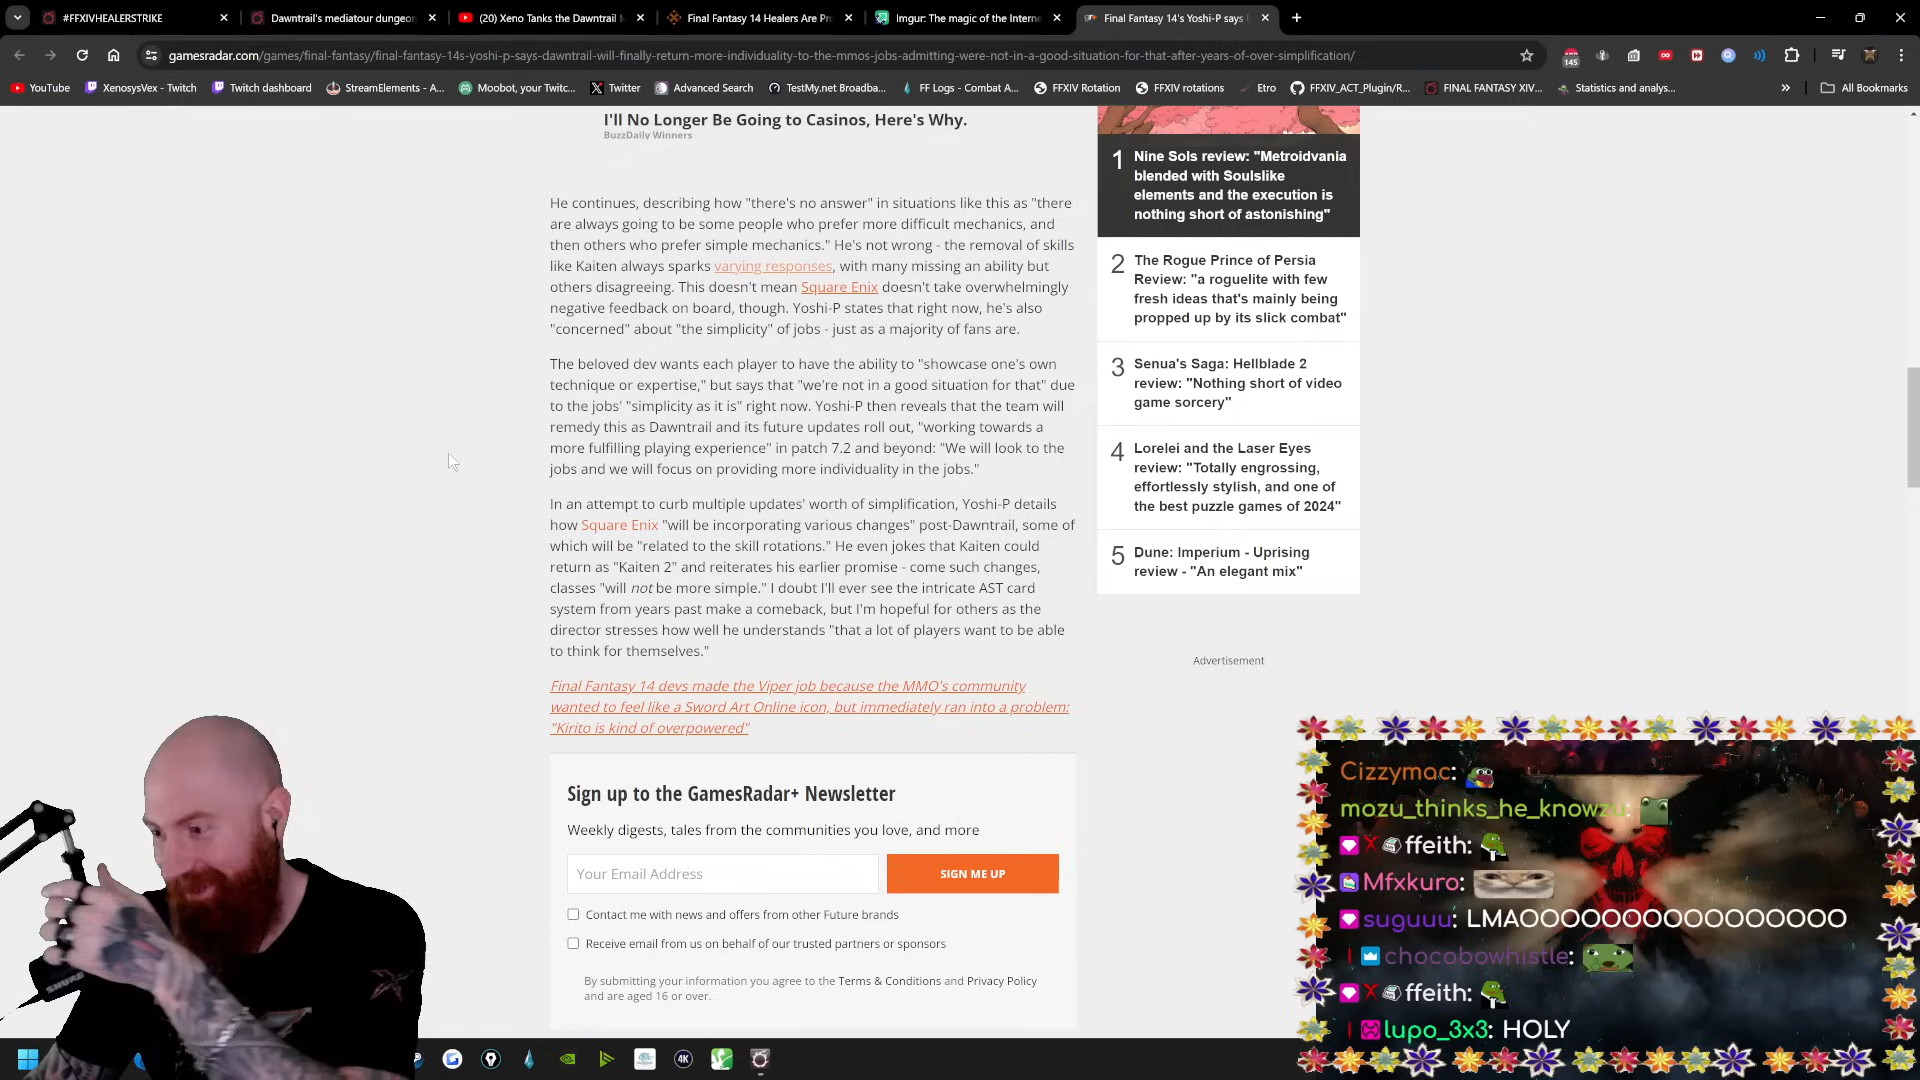 #FFXIVHEALERSTRIKE
Dawntrail's mediatour dungeon
(20) Xeno Tanks the Dawntrail M
Final Fantasy 14 Healers Are Pr
Imgur: The magic of the Interne
Final Fantasy 14's Yoshi-P says
gamesradar.com/games/final-fantasy/final-fantasy-14s-yoshi-p-says-dawntrail-will-finally-return-more-individuality-to-the-mmos-jobs-admitting-were-not-in-a-good-situation-for-that-after-years-of-over-simplification/
145
YouTube
XenosysVex - Twitch
Twitch dashboard
StreamElements - A...
Moobot, your Twitc...
Twitter
Advanced Search
TestMy.net Broadba...
FF Logs - Combat A...
FFXIV Rotation
FFXIV rotations
Etro
FFXIV_ACT_Plugin/R...
FINAL FANTASY XIV...
Statistics and analys...
»
All Bookmarks
I'll No Longer Be Going to Casinos, Here's Why.
BuzzDaily Winners
He continues, describing how "there's no answer" in situations like this as "there
are always going to be some people who prefer more difficult mechanics, and
then others who prefer simple mechanics." He's not wrong - the removal of skills
like Kaiten always sparks varying responses, with many missing an ability but
others disagreeing. This doesn't mean Square Enix doesn't take overwhelmingly
negative feedback on board, though. Yoshi-P states that right now, he's also
"concerned" about "the simplicity" of jobs - just as a majority of fans are.
The beloved dev wants each player to have the ability to "showcase one's own
technique or expertise," but says that "we're not in a good situation for that" due
to the jobs' "simplicity as it is" right now. Yoshi-P then reveals that the team will
remedy this as Dawntrail and its future updates roll out, "working towards a
more fulfilling playing experience" in patch 7.2 and beyond: "We will look to the
jobs and we will focus on providing more individuality in the jobs."
In an attempt to curb multiple updates' worth of simplification, Yoshi-P details
how Square Enix "will be incorporating various changes" post-Dawntrail, some of
which will be "related to the skill rotations." He even jokes that Kaiten could
return as "Kaiten 2" and reiterates his earlier promise - come such changes,
classes "will not be more simple." I doubt I'll ever see the intricate AST card
system from years past make a comeback, but I'm hopeful for others as the
director stresses how well he understands "that a lot of players want to be able
to think for themselves."
Final Fantasy 14 devs made the Viper job because the MMO's community
wanted to feel like a Sword Art Online icon, but immediately ran into a problem:
"Kirito is kind of overpowered"
Sign up to the GamesRadar+ Newsletter
Weekly digests, tales from the communities you love, and more
Your Email Address
SIGN ME UP
Contact me with news and offers from other Future brands
Receive email from us on behalf of our trusted partners or sponsors
By submitting your information you agree to the Terms & Conditions and Privacy Policy
and are aged 16 or over.
1 Nine Sols review: "Metroidvania
blended with Soulslike
elements and the execution is
nothing short of astonishing"
2 The Rogue Prince of Persia
Review: "a roguelite with few
fresh ideas that's mainly being
propped up by its slick combat"
3 Senua's Saga: Hellblade 2
review: "Nothing short of video
game sorcery"
4 Lorelei and the Laser Eyes
review: "Totally engrossing,
effortlessly stylish, and one of
the best puzzle games of 2024"
5 Dune: Imperium - Uprising
review - "An elegant mix"
Advertisement
Cizzymac:
mozu_thinks_he_knowzu:
ffeith:
Mfxkuro:
suguuu: LMAOOOOOOOOOOOOOOOOO
chocobowhistle:
ffeith:
lupo_3x3: HOLY
SHURE
4K